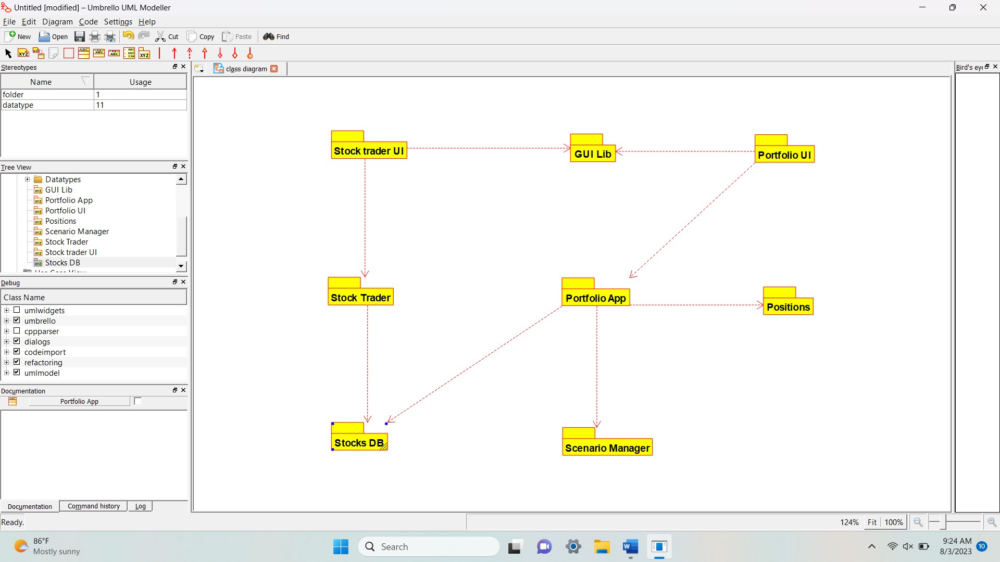 Untitled [modified] – Umbrello UML Modeller
File Edit Diagram Code Settings Help
New Open Cut Copy Paste Find
Stereotypes
class diagram
Bird's eye
Name Usage
folder 1
datatype 11
Tree View
Datatypes
GUI Lib
Portfolio App
Portfolio UI
Positions
Scenario Manager
Stock Trader
Stock trader UI
Stocks DB
Debug
Class Name
umlwidgets
umbrello
cppparser
dialogs
codeimport
refactoring
umlmodel
Documentation
Portfolio App
Documentation Command history Log
Stock trader UI
GUI Lib
Portfolio UI
Stock Trader
Portfolio App
Positions
Stocks DB
Scenario Manager
Ready.
124% Fit 100%
86°F
Mostly sunny
Search
9:24 AM
8/3/2023
10